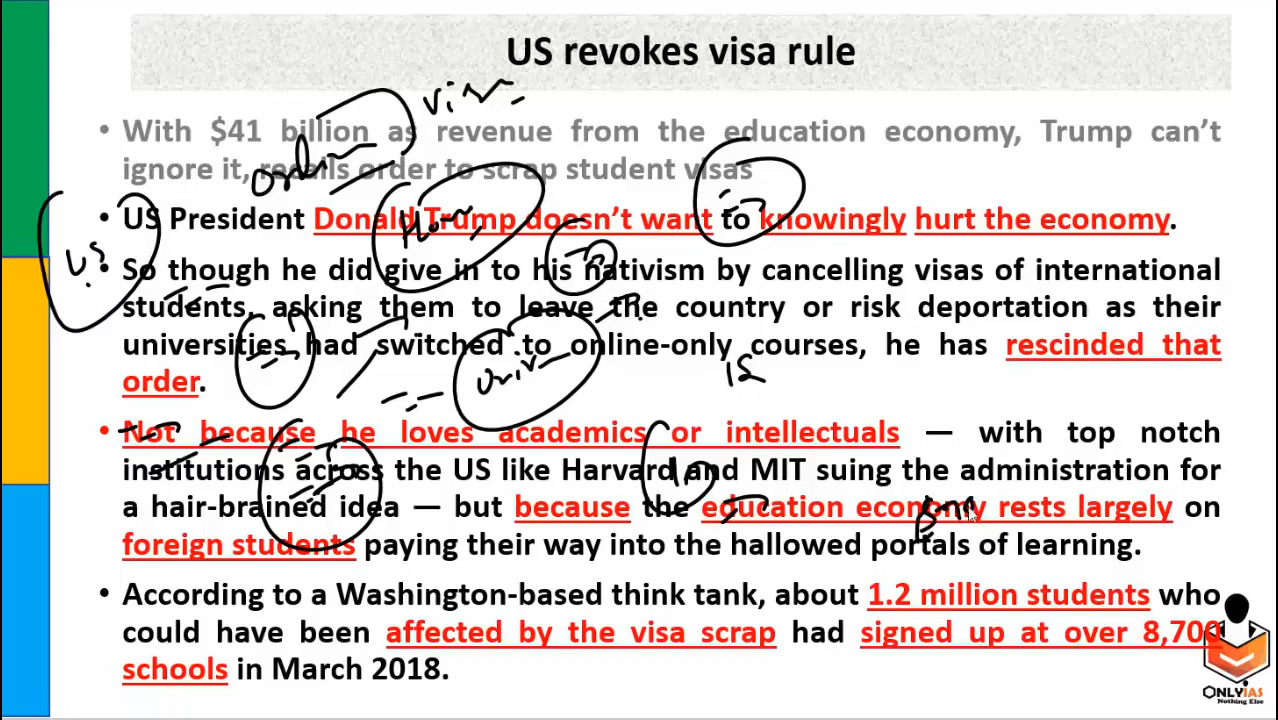 US revokes visa rule
• With $41 billion as revenue from the education economy, Trump can't
ignore it, recalls order to scrap student visas
• US President Donald Trump doesn't want to knowingly hurt the economy.
• So though he did give in to his nativism by cancelling visas of international
students, asking them to leave the country or risk deportation as their
universities had switched to online-only courses, he has rescinded that
order.
• Not because he loves academics or intellectuals — with top notch
institutions across the US like Harvard and MIT suing the administration for
a hair-brained idea — but because the education economy rests largely on
foreign students paying their way into the hallowed portals of learning.
• According to a Washington-based think tank, about 1.2 million students who
could have been affected by the visa scrap had signed up at over 8,700
schools in March 2018.
US
ONLYIAS
Nothing Else